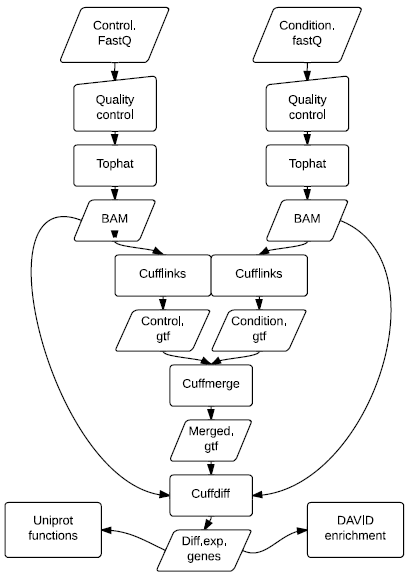 Control,
FastQ
Condition,
fastQ
Quality
control
Quality
control
Tophat
Tophat
BAM
BAM
Cufflinks
Cufflinks
Control,
gtf
Condition,
gtf
Cuffmerge
Merged,
gtf
Cuffdiff
Uniprot
functions
Diff,exp,
genes
DAVID
enrichment